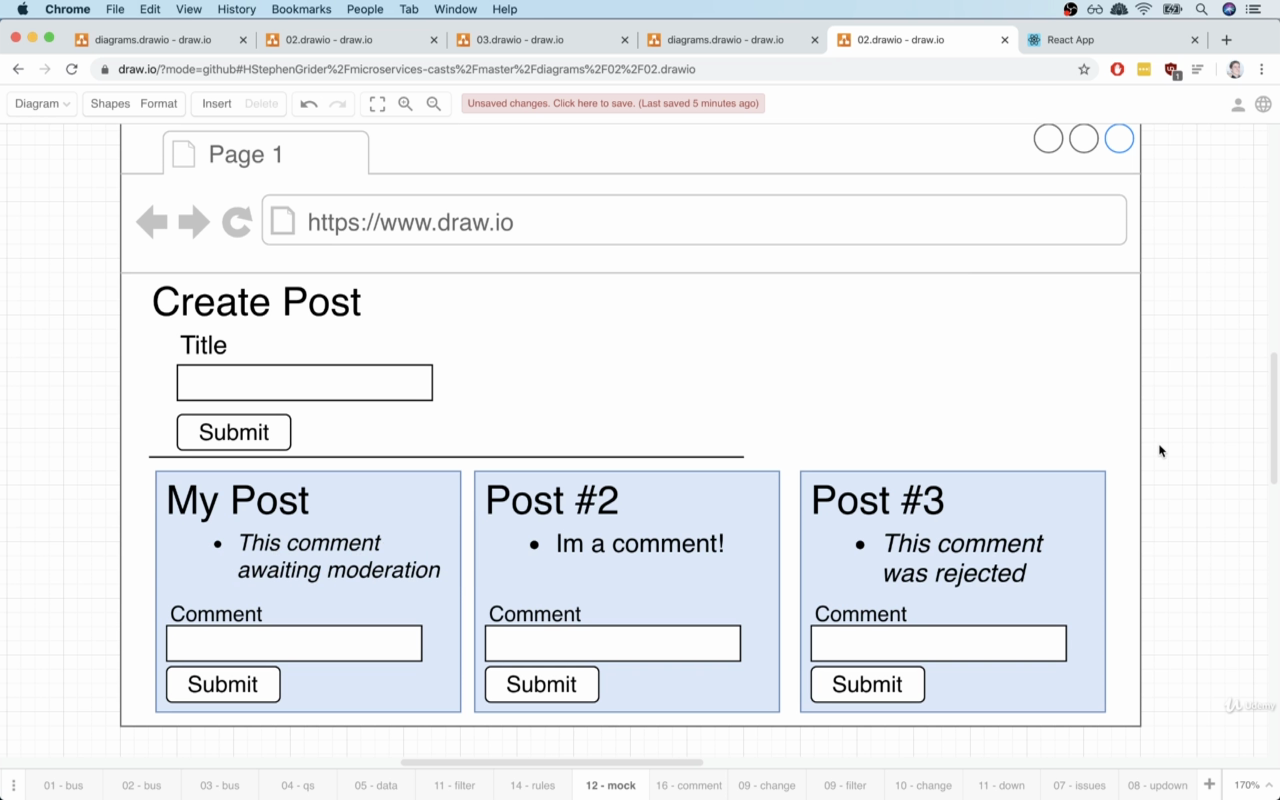 Chrome File Edit View History Bookmarks People Tab Window Help
diagrams.drawio - draw.io 02.drawio - draw.io 03.drawio - draw.io diagrams.drawio - draw.io 02.drawio - draw.io React App
draw.io/?mode=github#HStephenGrider%2Fmicroservices-casts%2Fmaster%2Fdiagrams%2F02%2F02.drawio
Diagram Shapes Format Insert Delete Unsaved changes. Click here to save. (Last saved 5 minutes ago)
Page 1
https://www.draw.io
Create Post
Title
Submit
My Post
This comment
awaiting moderation
Comment
Submit
Post #2
Im a comment!
Comment
Submit
Post #3
This comment
was rejected
Comment
Submit
Udemy
01 - bus 02 - bus 03 - bus 04 - qs 05 - data 11 - filter 14 - rules 12 - mock 16 - comment 09 - change 09 - filter 10 - change 11 - down 07 - issues 08 - updown 170%